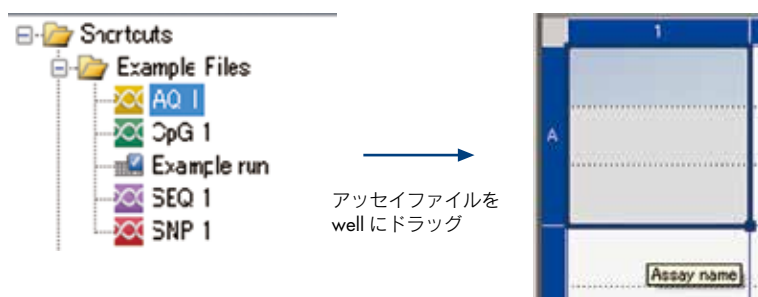 Shortcuts
Example Files
AQ 1
CpG 1
Example run
SEQ 1
SNP 1
アッセイファイルを
well にドラッグ
1
A
Assay name